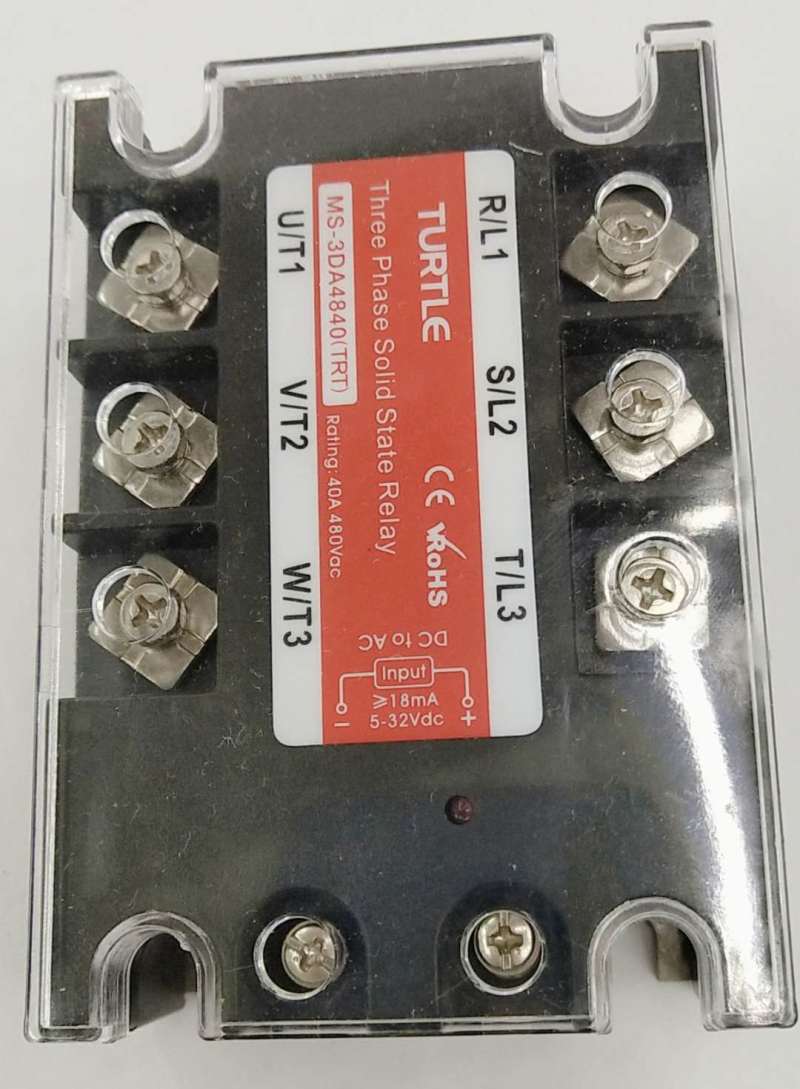 R/L1 S/L2 T/L3
TURTLE CE RoHS
Three Phase Solid State Relay
MS-3DA4840(TRT) Rating: 40A 480Vac
U/T1 V/T2 W/T3
DC to AC
Input
⩾18mA
5-32Vdc
− +